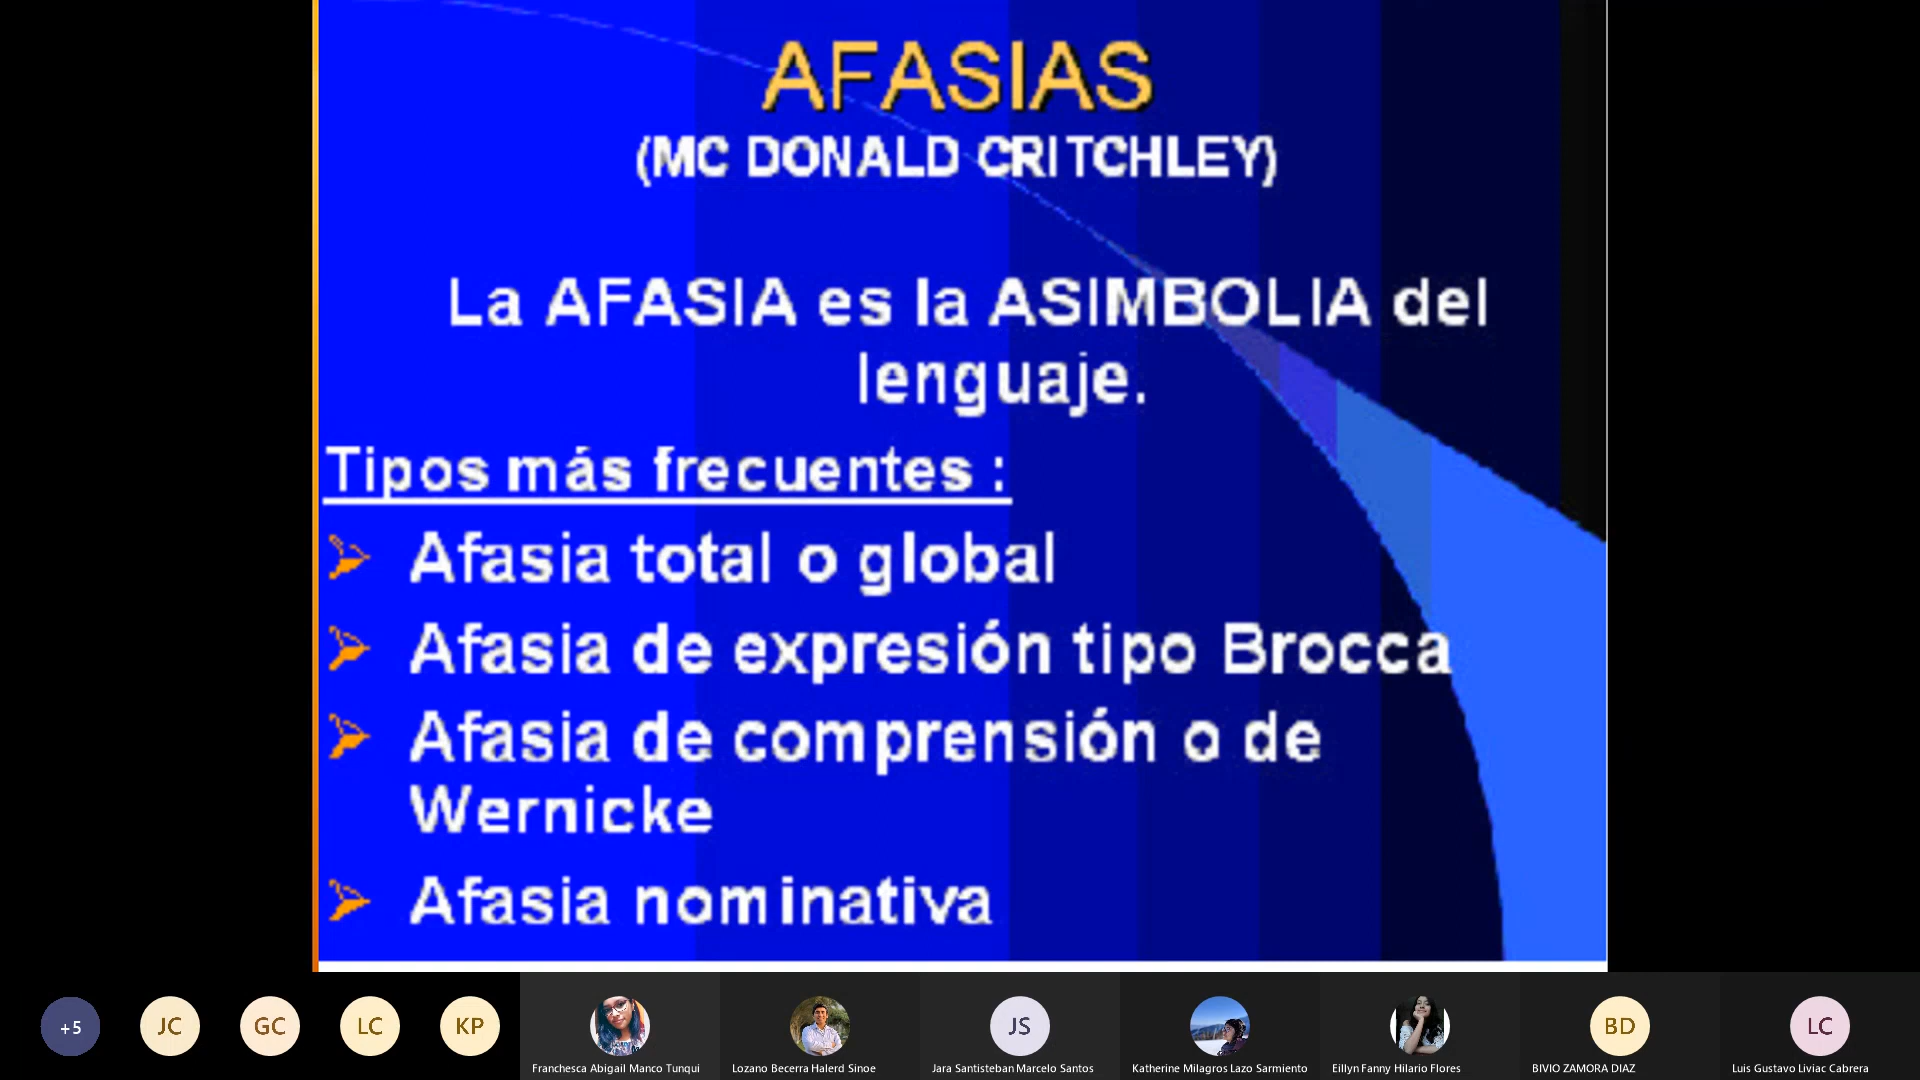 AFASIAS
(MC DONALD CRITCHLEY)
La AFASIA es la ASIMBOLIA del
lenguaje.
Tipos más frecuentes :
Afasia total o global
Afasia de expresión tipo Brocca
Afasia de comprensión o de
Wernicke
Afasia nominativa
+5 JC GC LC KP JS BD LC
Franchesca Abigail Manco Tunqui Lozano Becerra Halerd Sinoe Jara Santisteban Marcelo Santos Katherine Milagros Lazo Sarmiento Eillyn Fanny Hilario Flores BIVIO ZAMORA DIAZ Luis Gustavo Liviac Cabrera